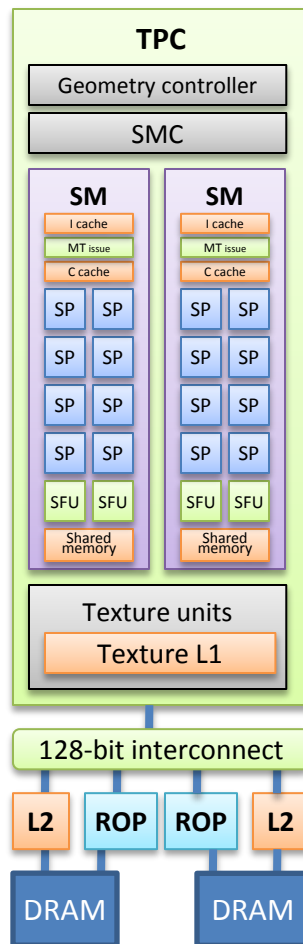 TPC
Geometry controller
SMC
SM SM
I cache I cache
MT issue MT issue
C cache C cache
SP SP SP SP
SP SP SP SP
SP SP SP SP
SP SP SP SP
SFU SFU SFU SFU
Shared Shared
memory memory
Texture units
Texture L1
128-bit interconnect
L2 ROP ROP L2
DRAM DRAM